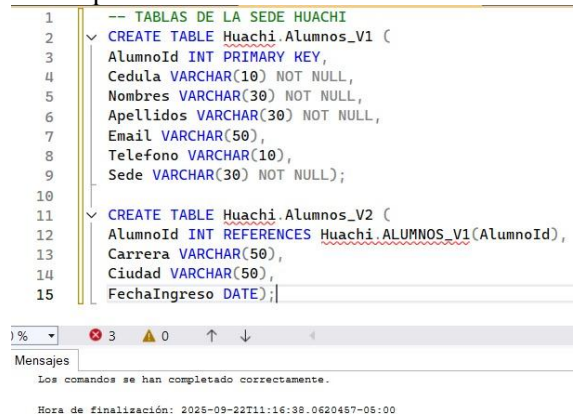 1 -- TABLAS DE LA SEDE HUACHI
2 CREATE TABLE Huachi.Alumnos_V1 (
3 AlumnoId INT PRIMARY KEY,
4 Cedula VARCHAR(10) NOT NULL,
5 Nombres VARCHAR(30) NOT NULL,
6 Apellidos VARCHAR(30) NOT NULL,
7 Email VARCHAR(50),
8 Telefono VARCHAR(10),
9 Sede VARCHAR(30) NOT NULL);
10
11 CREATE TABLE Huachi.Alumnos_V2 (
12 AlumnoId INT REFERENCES Huachi.ALUMNOS_V1(AlumnoId),
13 Carrera VARCHAR(50),
14 Ciudad VARCHAR(50),
15 FechaIngreso DATE);
% 3 0 ↑ ↓
Mensajes
Los comandos se han completado correctamente.
Hora de finalización: 2025-09-22T11:16:38.0620457-05:00